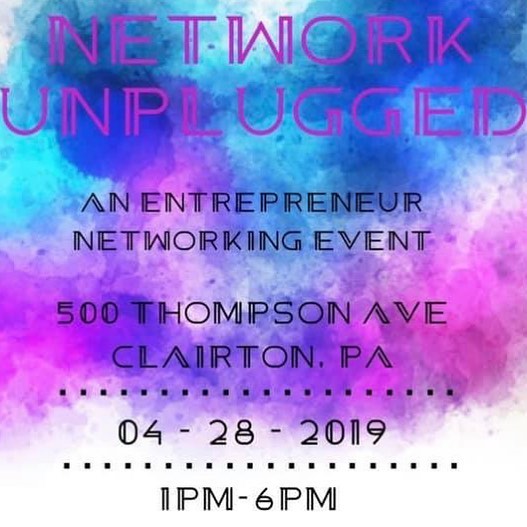 NETWORK
UNPLUGGED
AN ENTREPRENEUR
NETWORKING EVENT
500 THOMPSON AVE
CLAIRTON, PA
04 - 28 - 2019
1PM-6PM